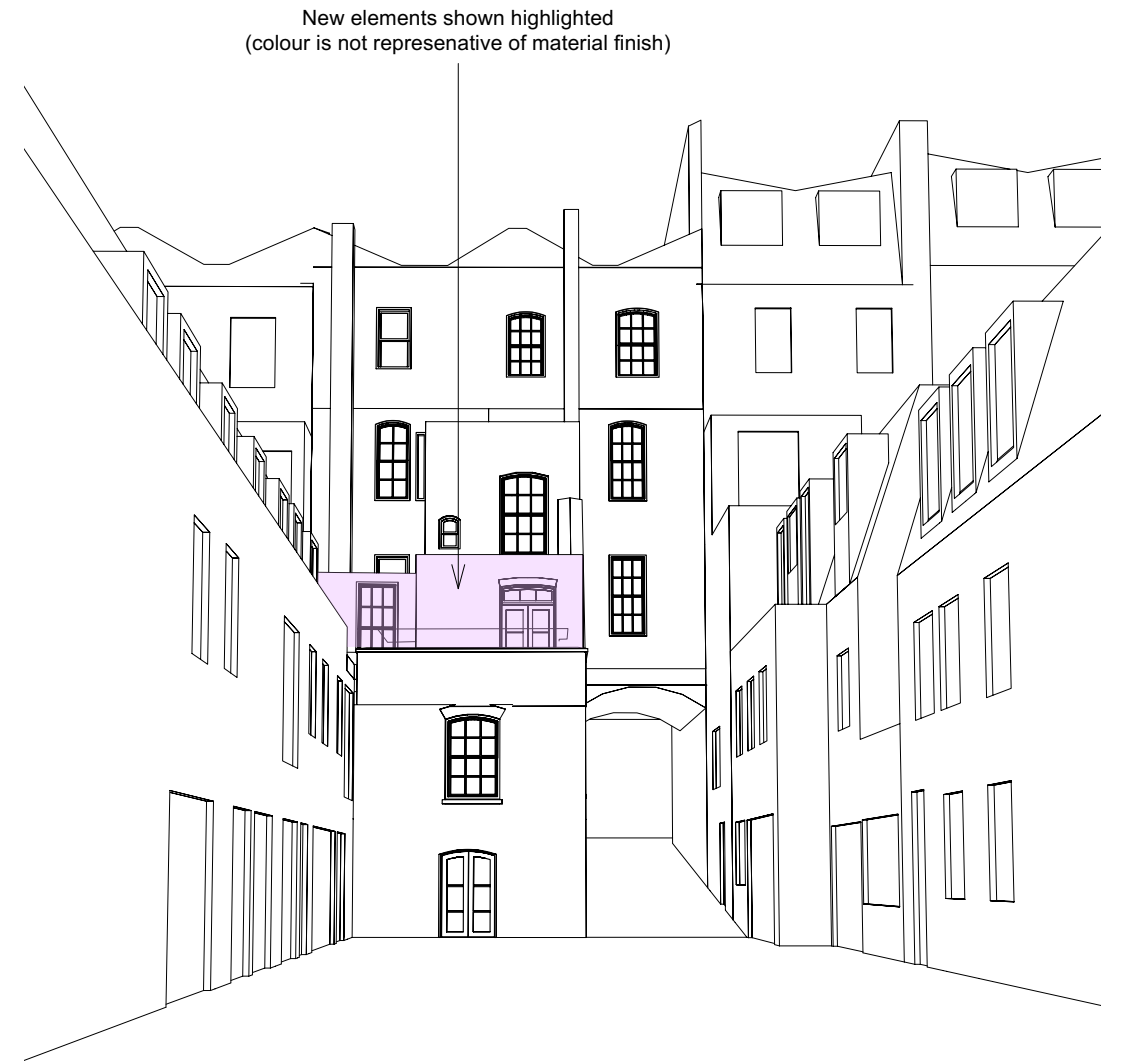 New elements shown highlighted
(colour is not represenative of material finish)